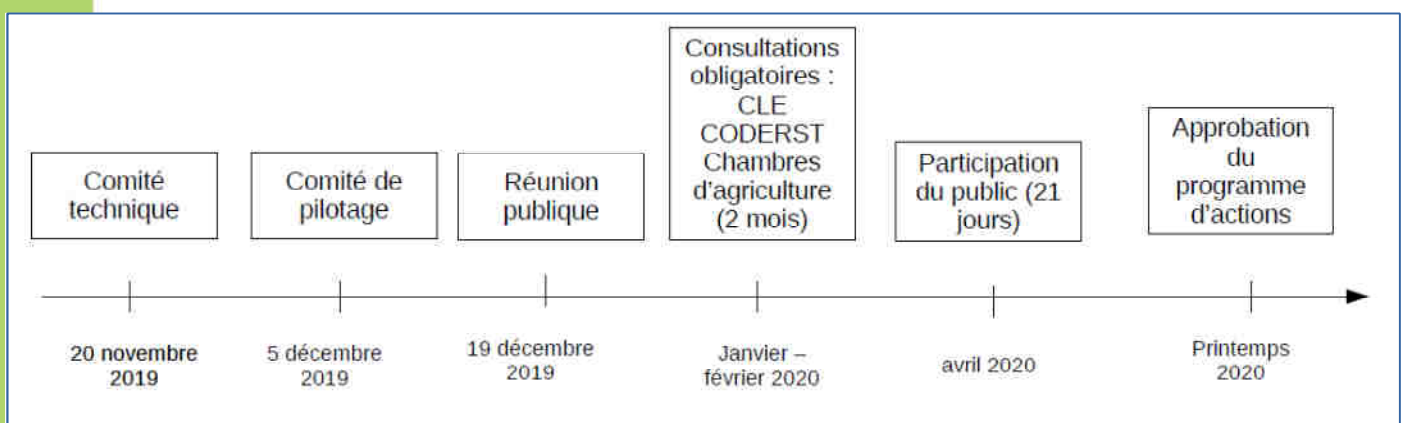 Comité
technique
Comité de
pilotage
Réunion
publique
Consultations
obligatoires :
CLE
CODERST
Chambres
d'agriculture
(2 mois)
Participation
du public (21
jours)
Approbation
du
programme
d'actions
20 novembre
2019
5 décembre
2019
19 décembre
2019
Janvier –
février 2020
avril 2020
Printemps
2020